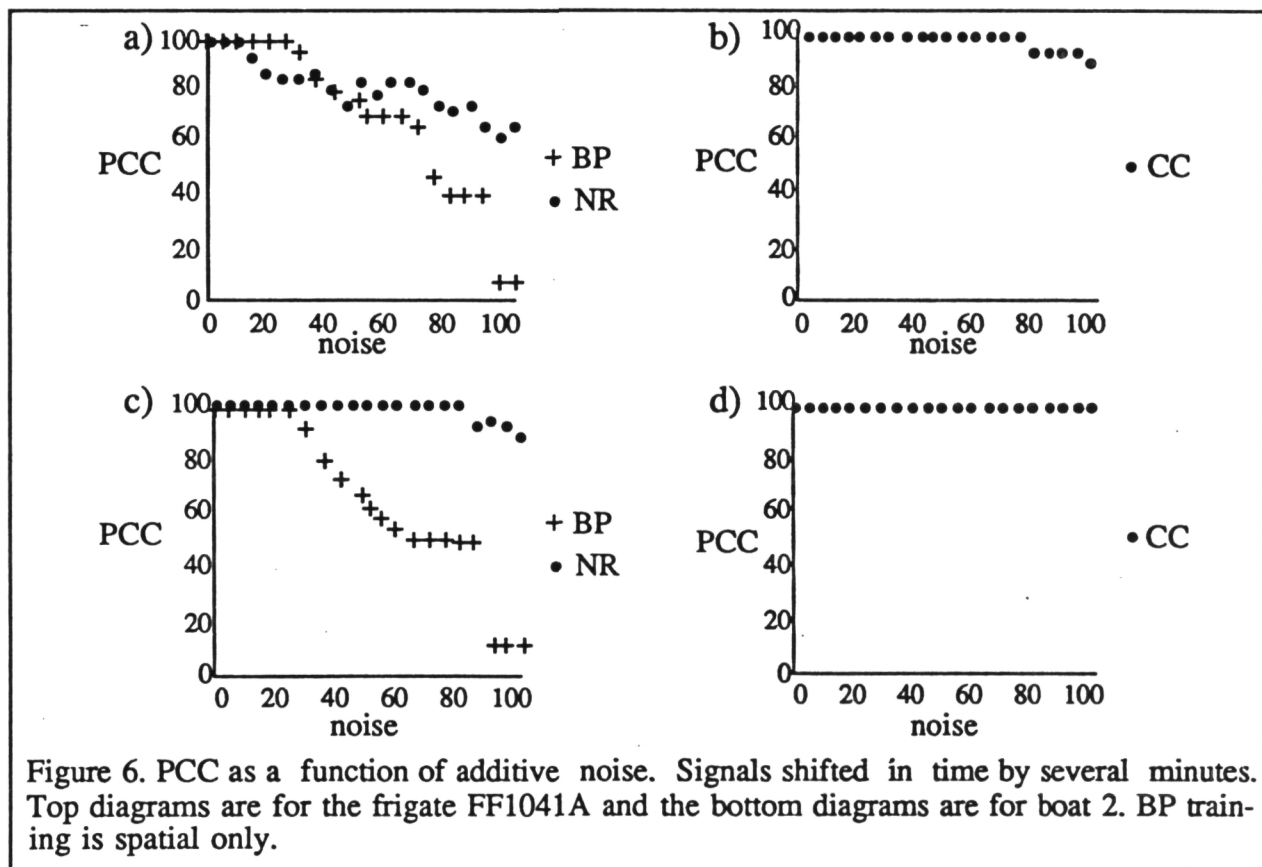 a)
100
80
60
PCC
40
20
0
0 20 40 60 80 100
noise
+ BP
• NR
b)
100
80
60
PCC
40
20
0
0 20 40 60 80 100
noise
• CC
c)
100
80
60
PCC
40
20
0
0 20 40 60 80 100
noise
+ BP
• NR
d)
100
80
60
PCC
40
20
0
0 20 40 60 80 100
noise
• CC
Figure 6. PCC as a function of additive noise. Signals shifted in time by several minutes.
Top diagrams are for the frigate FF1041A and the bottom diagrams are for boat 2. BP train-
ing is spatial only.